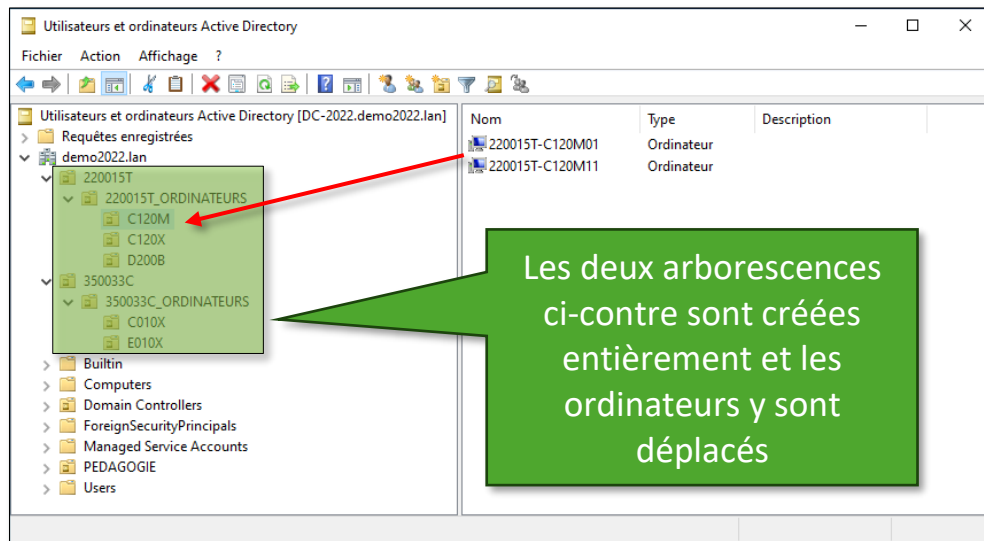 Utilisateurs et ordinateurs Active Directory
Fichier Action Affichage ?
Utilisateurs et ordinateurs Active Directory [DC-2022.demo2022.lan]
Requêtes enregistrées
demo2022.lan
220015T
220015T_ORDINATEURS
C120M
C120X
D200B
350033C
350033C_ORDINATEURS
C010X
E010X
Builtin
Computers
Domain Controllers
ForeignSecurityPrincipals
Managed Service Accounts
PEDAGOGIE
Users
Nom Type Description
220015T-C120M01 Ordinateur
220015T-C120M11 Ordinateur
Les deux arborescences
ci-contre sont créées
entièrement et les
ordinateurs y sont
déplacés